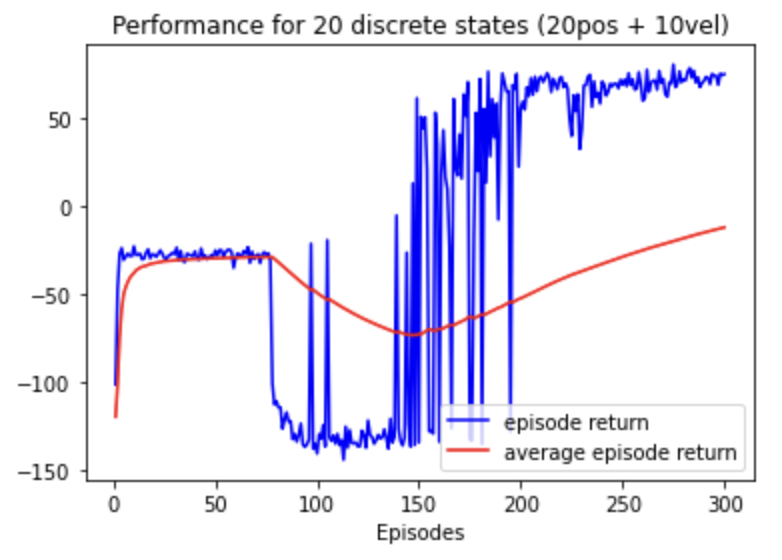 Performance for 20 discrete states (20pos + 10vel)
50
0
−50
−100
−150
0 50 100 150 200 250 300
Episodes
episode return
average episode return